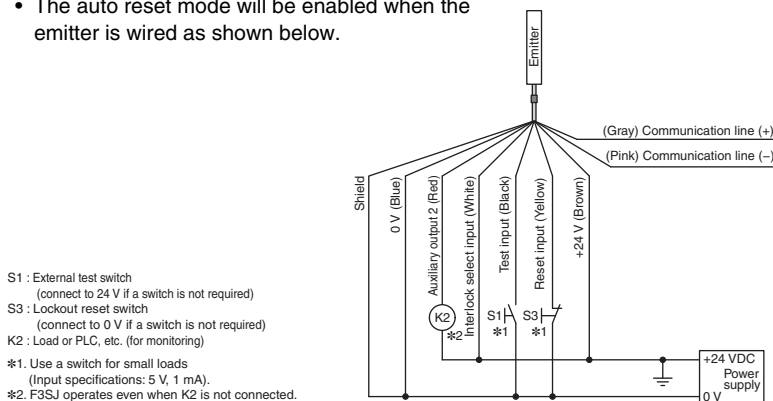 • The auto reset mode will be enabled when the
emitter is wired as shown below.
Emitter
(Gray) Communication line (+)
(Pink) Communication line (−)
Shield
0 V (Blue)
Auxiliary output 2 (Red)
Interlock select input (White)
Test input (Black)
Reset input (Yellow)
+24 V (Brown)
K2
✽2
S1
✽1
S3
✽1
+24 VDC
Power
supply
0 V
S1 : External test switch
(connect to 24 V if a switch is not required)
S3 : Lockout reset switch
(connect to 0 V if a switch is not required)
K2 : Load or PLC, etc. (for monitoring)
✽1. Use a switch for small loads
(Input specifications: 5 V, 1 mA).
✽2. F3SJ operates even when K2 is not connected.